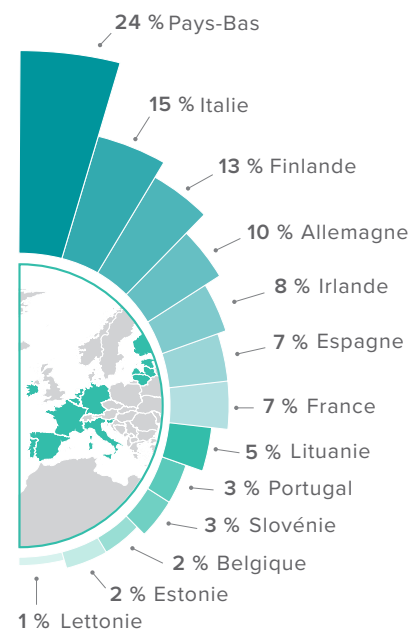 24 % Pays-Bas
15 % Italie
13 % Finlande
10 % Allemagne
8 % Irlande
7 % Espagne
7 % France
5 % Lituanie
3 % Portugal
3 % Slovénie
2 % Belgique
2 % Estonie
1 % Lettonie